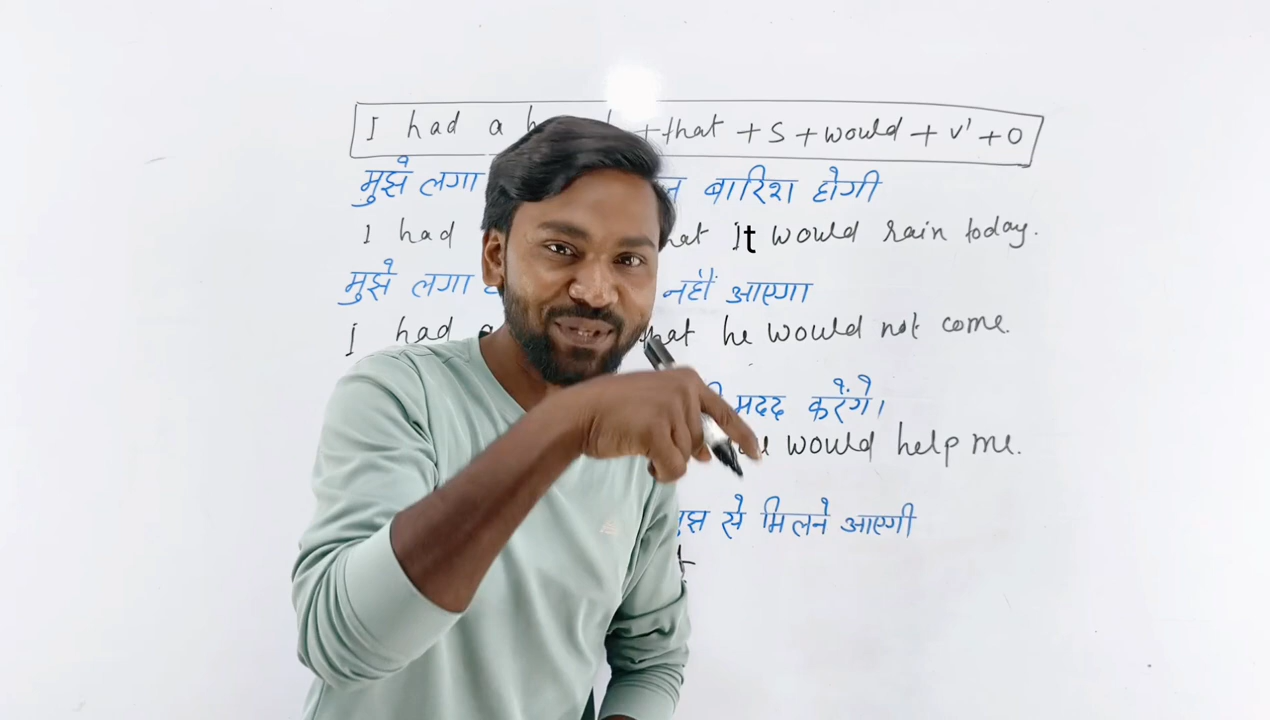 I had a + that + S + would + V' + O
मुझे लगा बारिश होगी
I had that It would rain today.
मुझे लगा नहीं आएगा
I had a that he would not come.
मदद करेंगे।
would help me.
मुझ से मिलने आएगी